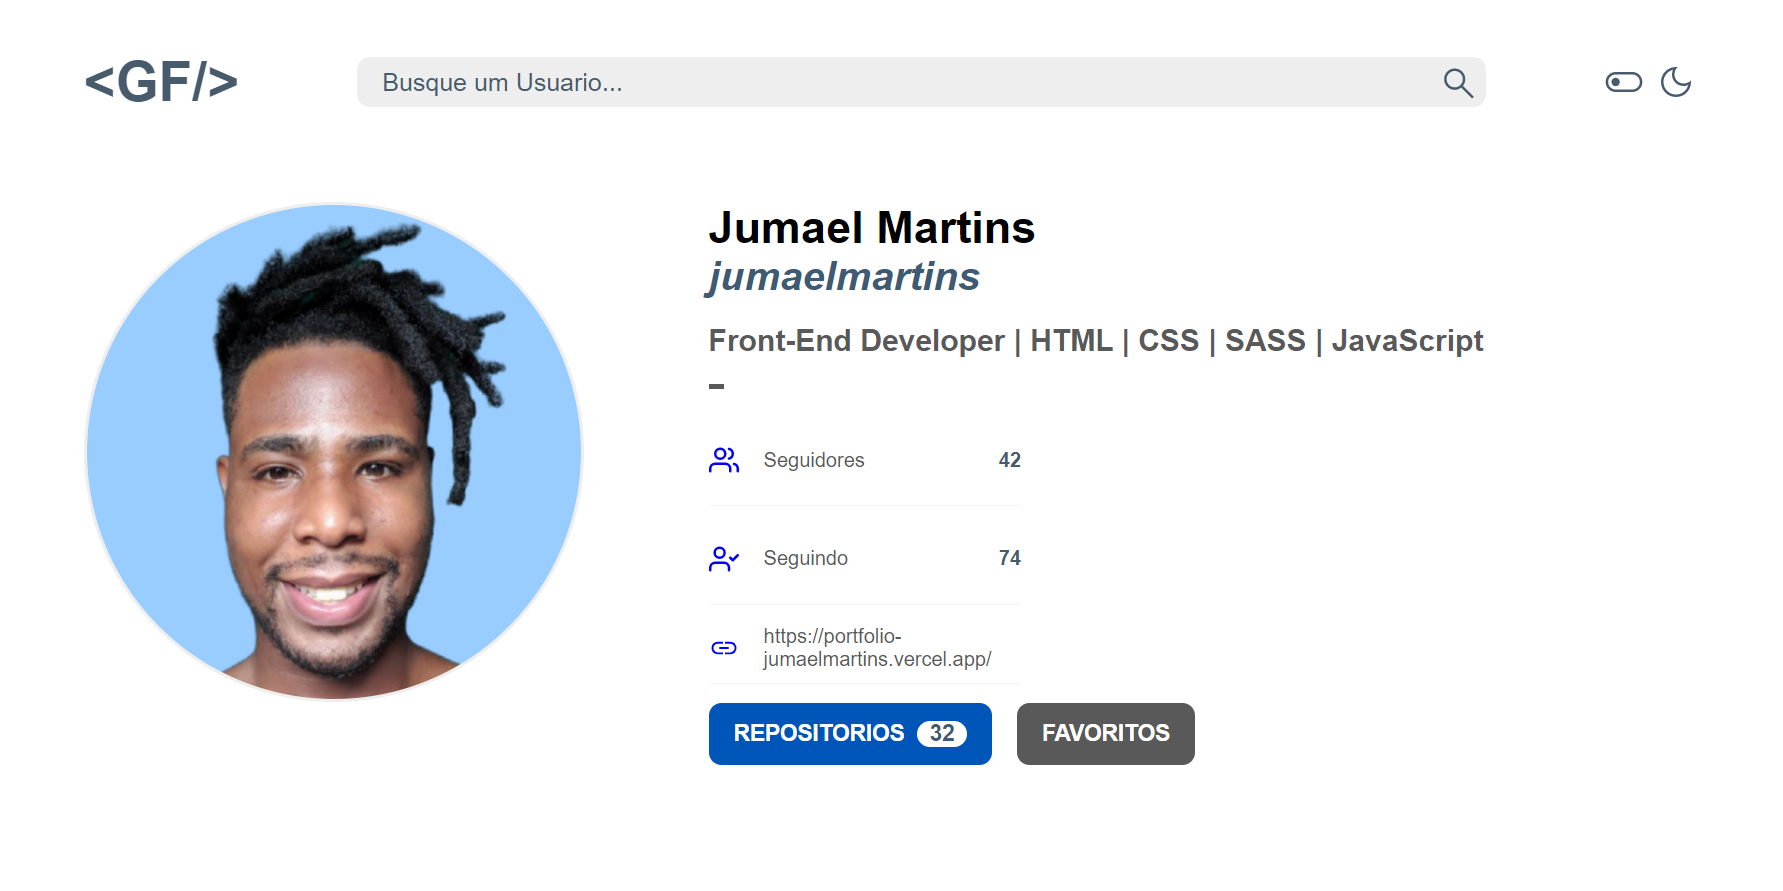 <GF/>
Busque um Usuario...
Jumael Martins
jumaelmartins
Front-End Developer | HTML | CSS | SASS | JavaScript
–
Seguidores 42
Seguindo 74
https://portfolio-
jumaelmartins.vercel.app/
REPOSITORIOS 32 FAVORITOS